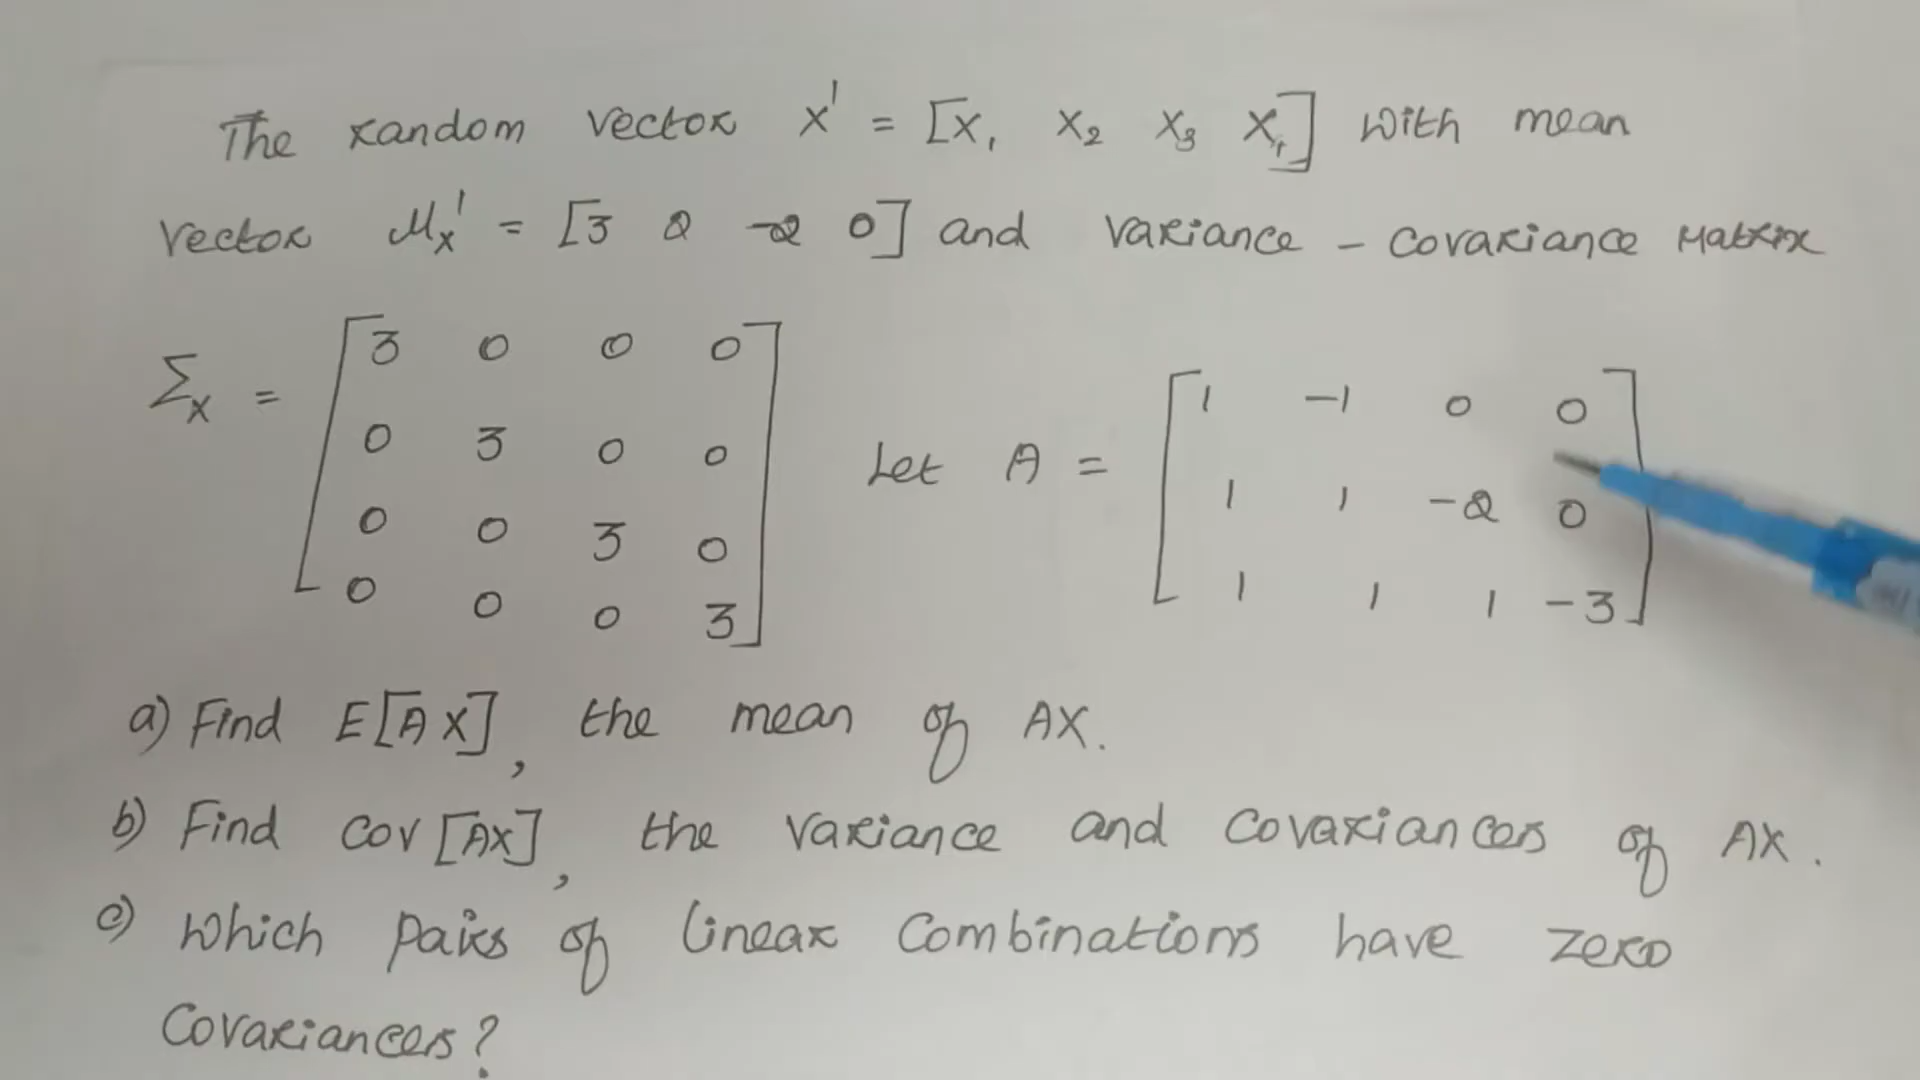 The random vector X' = [X₁ X₂ X₃ X₄] with mean
vector μₓ' = [3 2 -2 0] and variance - covariance Matrix
Σₓ = [3 0 0 0
0 3 0 0
0 0 3 0
0 0 0 3]
Let A = [1 -1 0 0
1 1 -2 0
1 1 1 -3]
a) Find E[AX], the mean of AX.
b) Find Cov[AX], the variance and covariances of AX.
c) which pairs of linear combinations have zero
covariances?